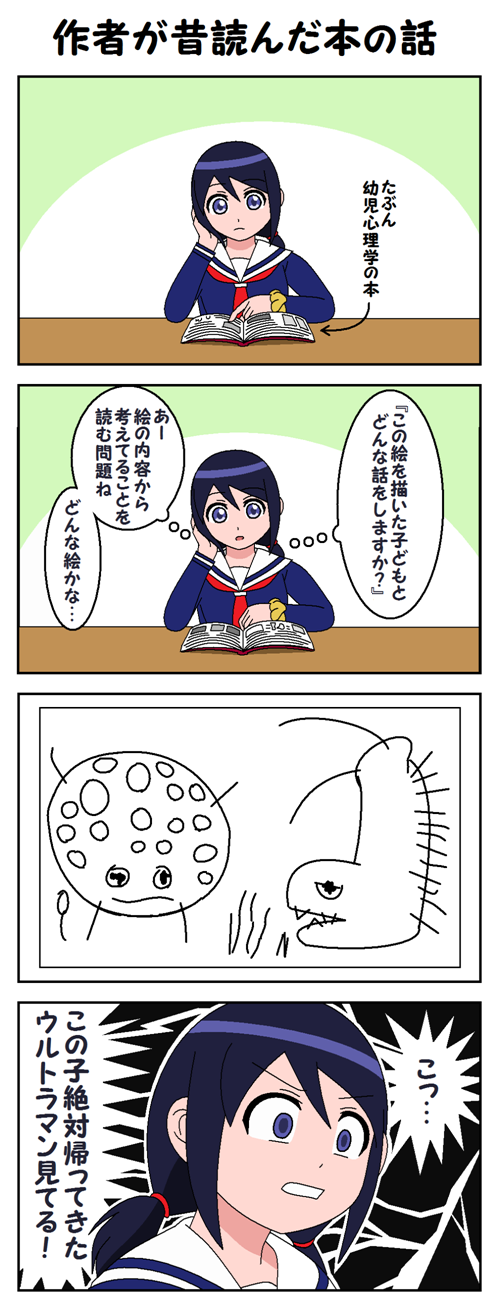 作者が昔読んだ本の話
たぶん
幼児心理学の本
『この絵を描いた子どもと
どんな話をしますか？』
あー
絵の内容から
考えてることを
読む問題ね
どんな絵かな…
こっ…
この子絶対帰ってきた
ウルトラマン見てる！